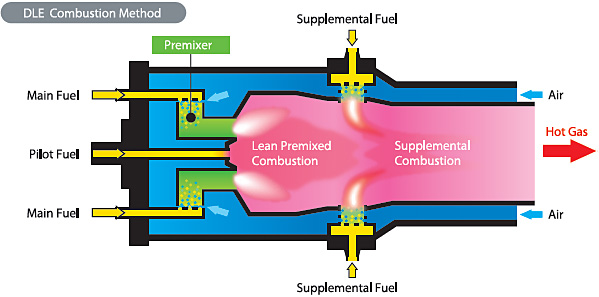 DLE Combustion Method
Supplemental Fuel
Premixer
Main Fuel
Air
Hot Gas
Pilot Fuel
Lean Premixed
Combustion
Supplemental
Combustion
Main Fuel
Air
Supplemental Fuel